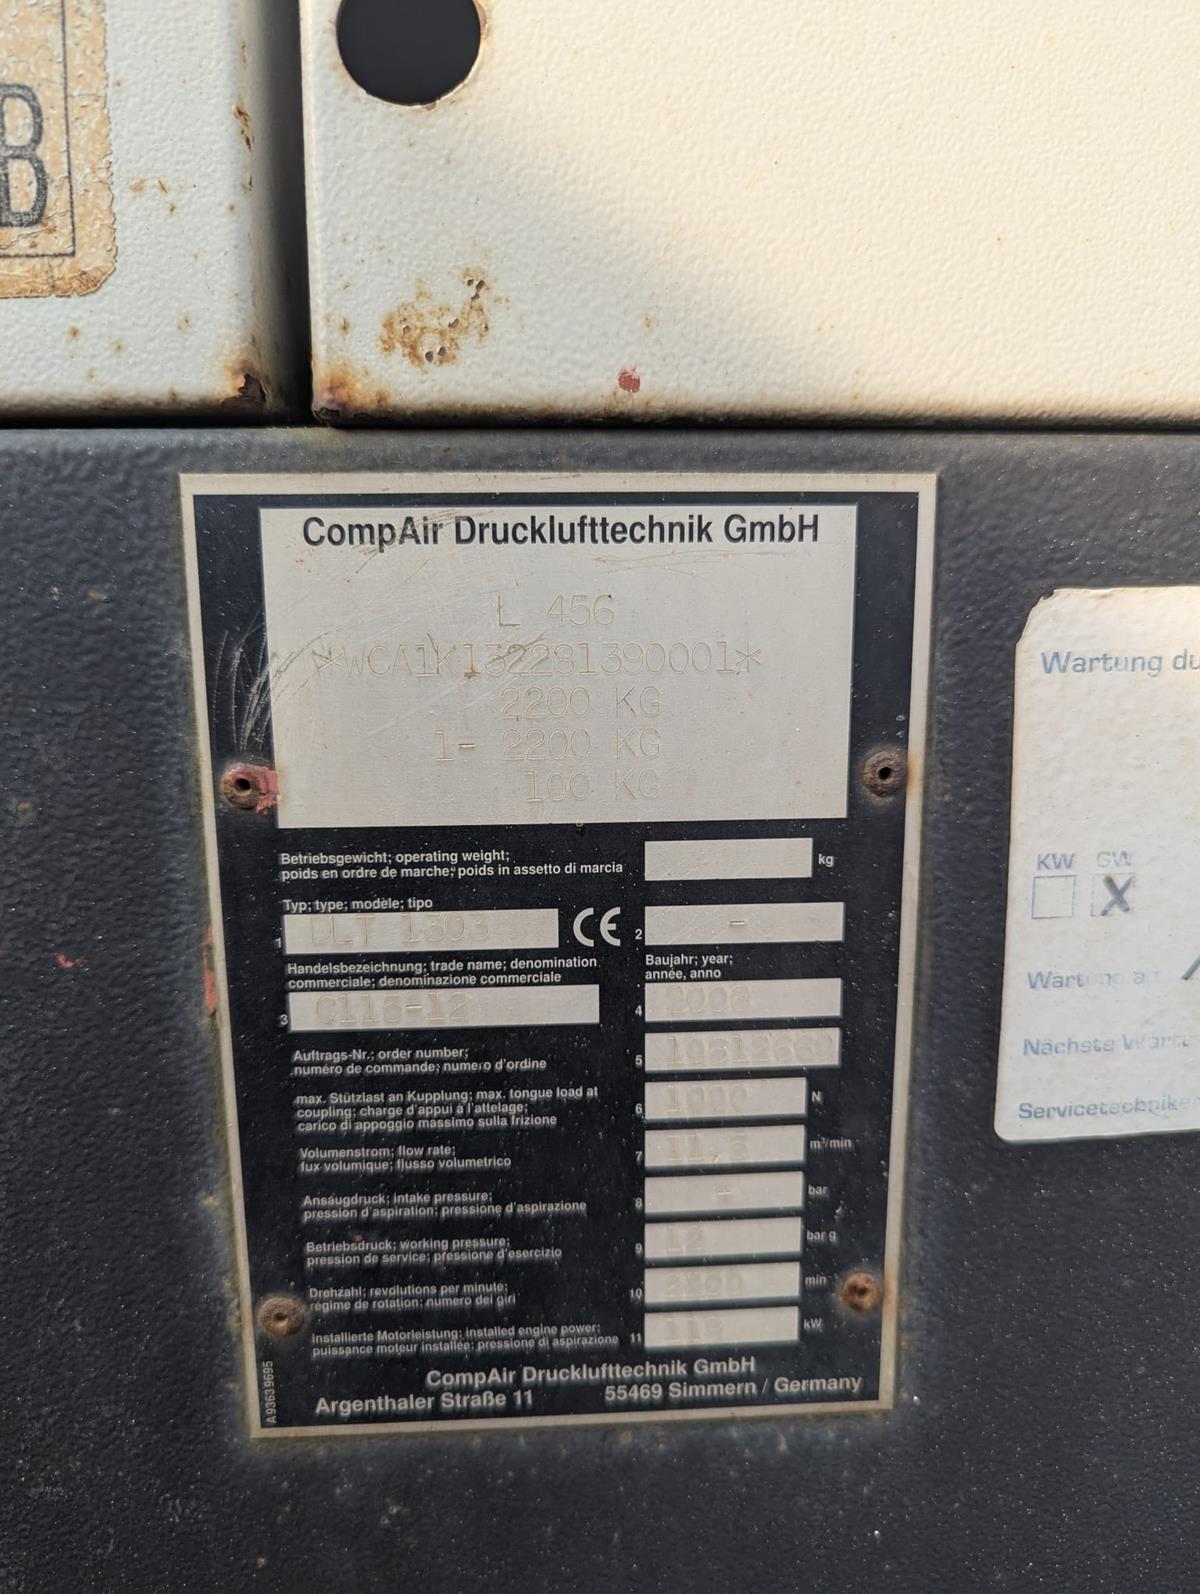 B
CompAir Drucklufttechnik GmbH
L 456
*WCA1K132281390001*
2200 KG
1- 2200 KG
100 KG
Betriebsgewicht; operating weight;
poids en ordre de marche; poids in assetto di marcia
kg
Typ; type; modèle; tipo
1 DLT 1303 CE 2 -
Handelsbezeichnung; trade name; denomination
commerciale; denominazione commerciale
Baujahr; year;
année, anno
3 C115-12 4 2008
Auftrags-Nr.; order number;
numéro de commande; numero d'ordine
5
max. Stützlast an Kupplung; max. tongue load at
coupling; charge d'appui a l'attelage;
carico di appoggio massimo sulla frizione
6 1000 N
Volumenstrom; flow rate;
flux volumique; flusso volumetrico
7 11,5 m³/min
Ansaugdruck; intake pressure;
pression d'aspiration; pressione d'aspirazione
8 - bar
Betriebsdruck; working pressure;
pression de service; pressione d'esercizio
9 12 bar g
Drehzahl; revolutions per minute;
régime de rotation; numero dei giri
10 2200 min
Installierte Motorleistung; installed engine power;
puissance moteur installée; pressione di aspirazione
11 kW
CompAir Drucklufttechnik GmbH
Argenthaler Straße 11 55469 Simmern / Germany
A93639695
Wartung du
KW GW
X
Wartung a
Nächste Wartu
Servicetechnike